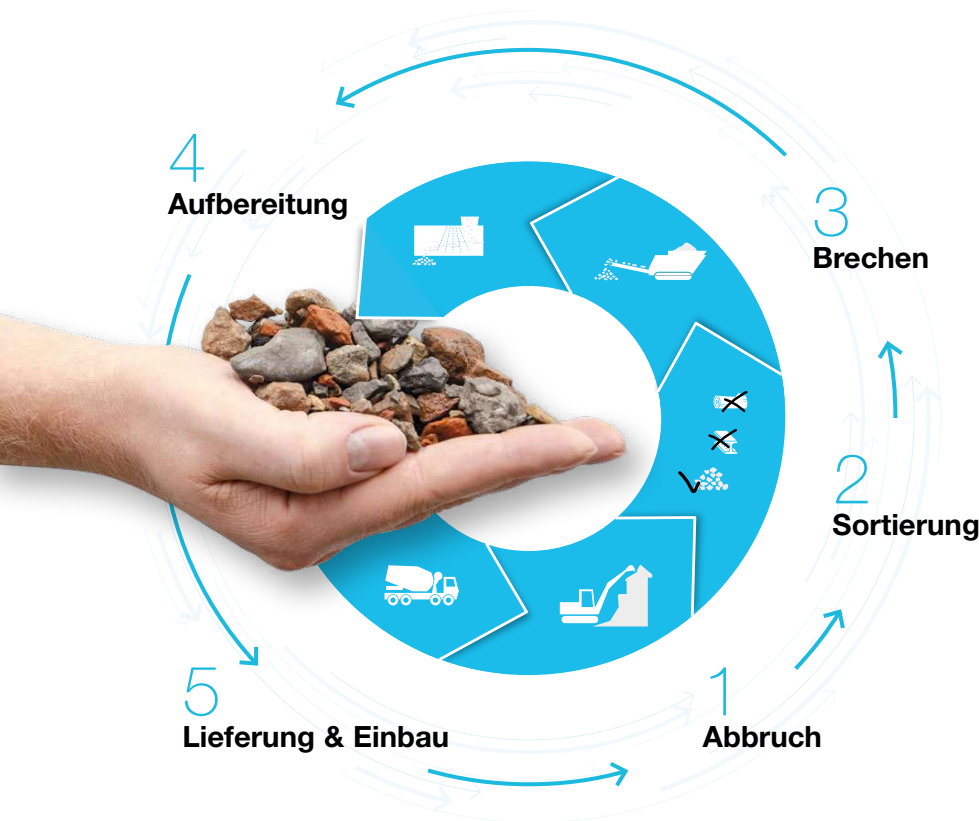 4
Aufbereitung
3
Brechen
2
Sortierung
5
Lieferung & Einbau
1
Abbruch